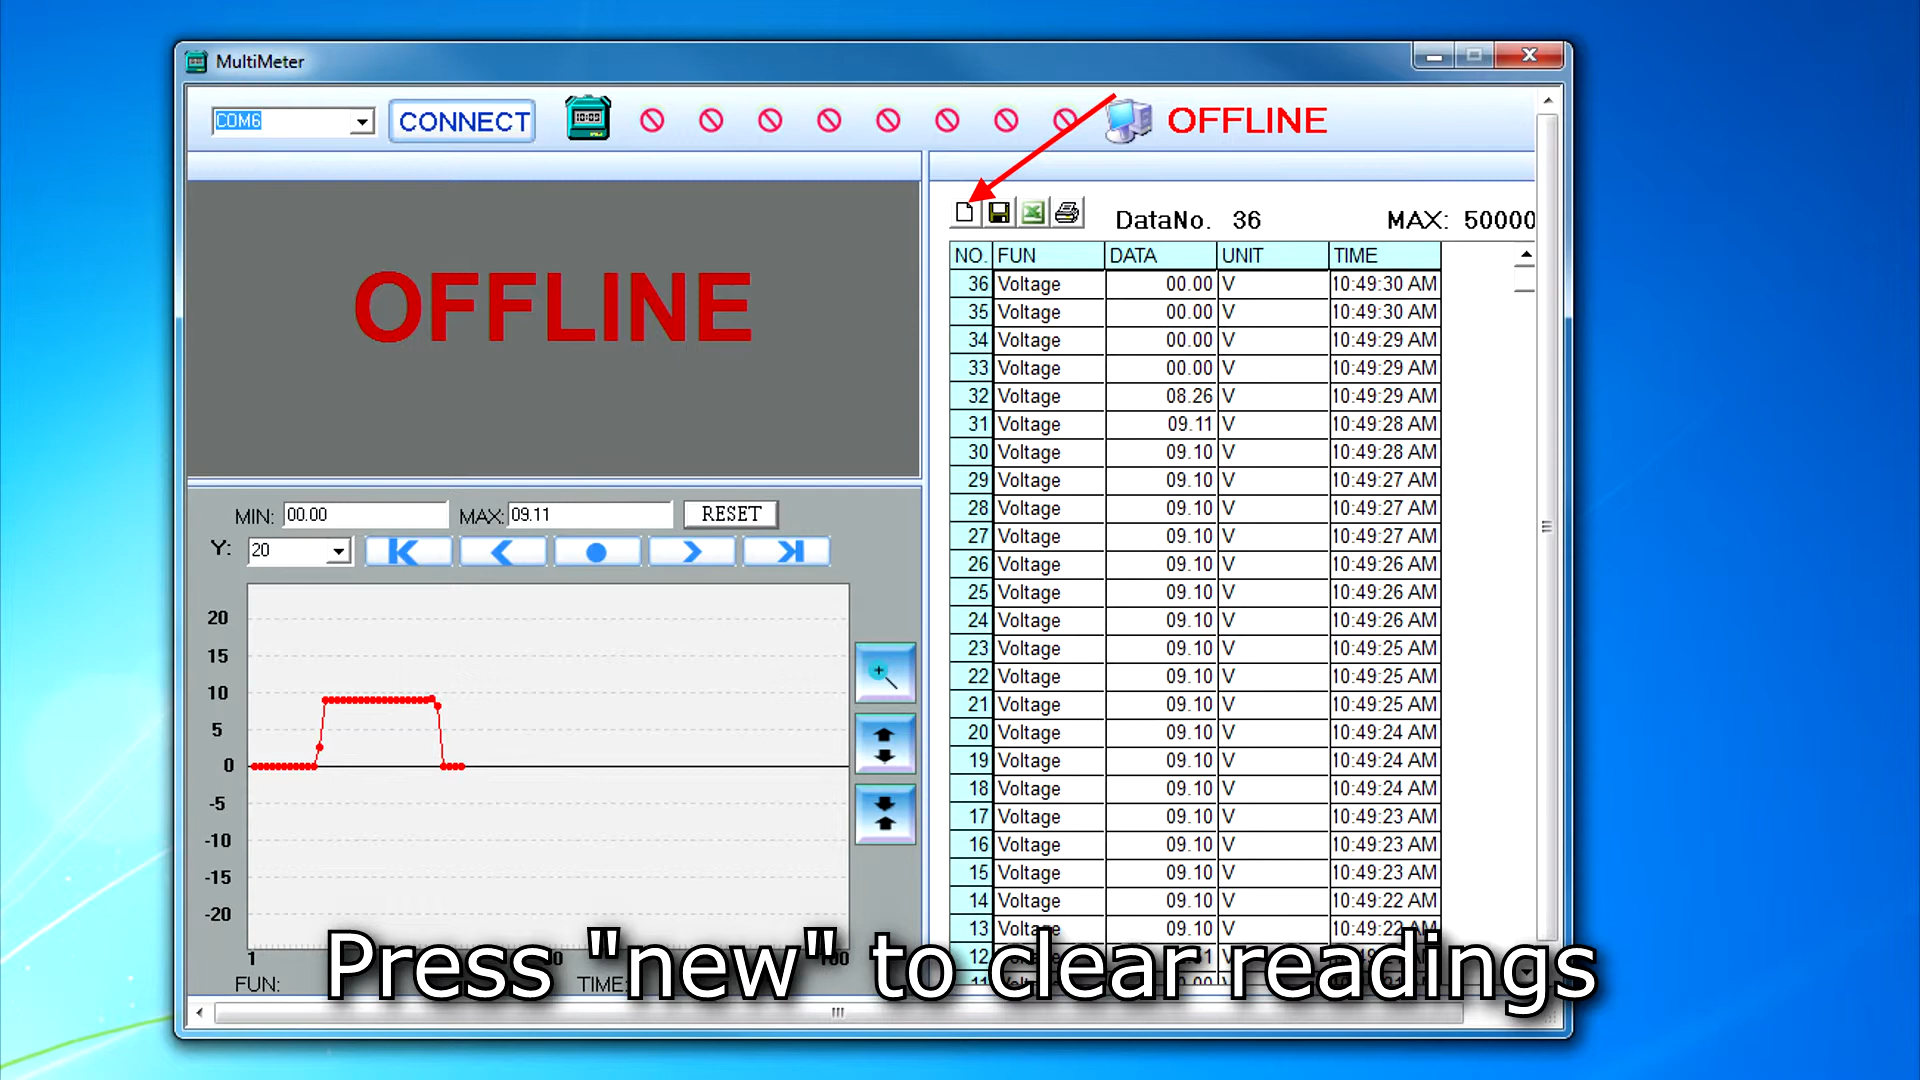 MultiMeter
COM6
CONNECT
10:09
OFFLINE
OFFLINE
DataNo. 36
MAX: 50000
NO. FUN DATA UNIT TIME
36 Voltage 00.00 V 10:49:30 AM
35 Voltage 00.00 V 10:49:30 AM
34 Voltage 00.00 V 10:49:29 AM
33 Voltage 00.00 V 10:49:29 AM
32 Voltage 08.26 V 10:49:29 AM
31 Voltage 09.11 V 10:49:28 AM
30 Voltage 09.10 V 10:49:28 AM
29 Voltage 09.10 V 10:49:27 AM
28 Voltage 09.10 V 10:49:27 AM
27 Voltage 09.10 V 10:49:27 AM
26 Voltage 09.10 V 10:49:26 AM
25 Voltage 09.10 V 10:49:26 AM
24 Voltage 09.10 V 10:49:26 AM
23 Voltage 09.10 V 10:49:25 AM
22 Voltage 09.10 V 10:49:25 AM
21 Voltage 09.10 V 10:49:25 AM
20 Voltage 09.10 V 10:49:24 AM
19 Voltage 09.10 V 10:49:24 AM
18 Voltage 09.10 V 10:49:24 AM
17 Voltage 09.10 V 10:49:23 AM
16 Voltage 09.10 V 10:49:23 AM
15 Voltage 09.10 V 10:49:23 AM
14 Voltage 09.10 V 10:49:22 AM
13 Voltage 09.10 V 10:49:22 AM
12
MIN: 00.00 MAX: 09.11 RESET
Y: 20
20
15
10
5
0
-5
-10
-15
-20
1
FUN: TIME:
Press "new" to clear readings